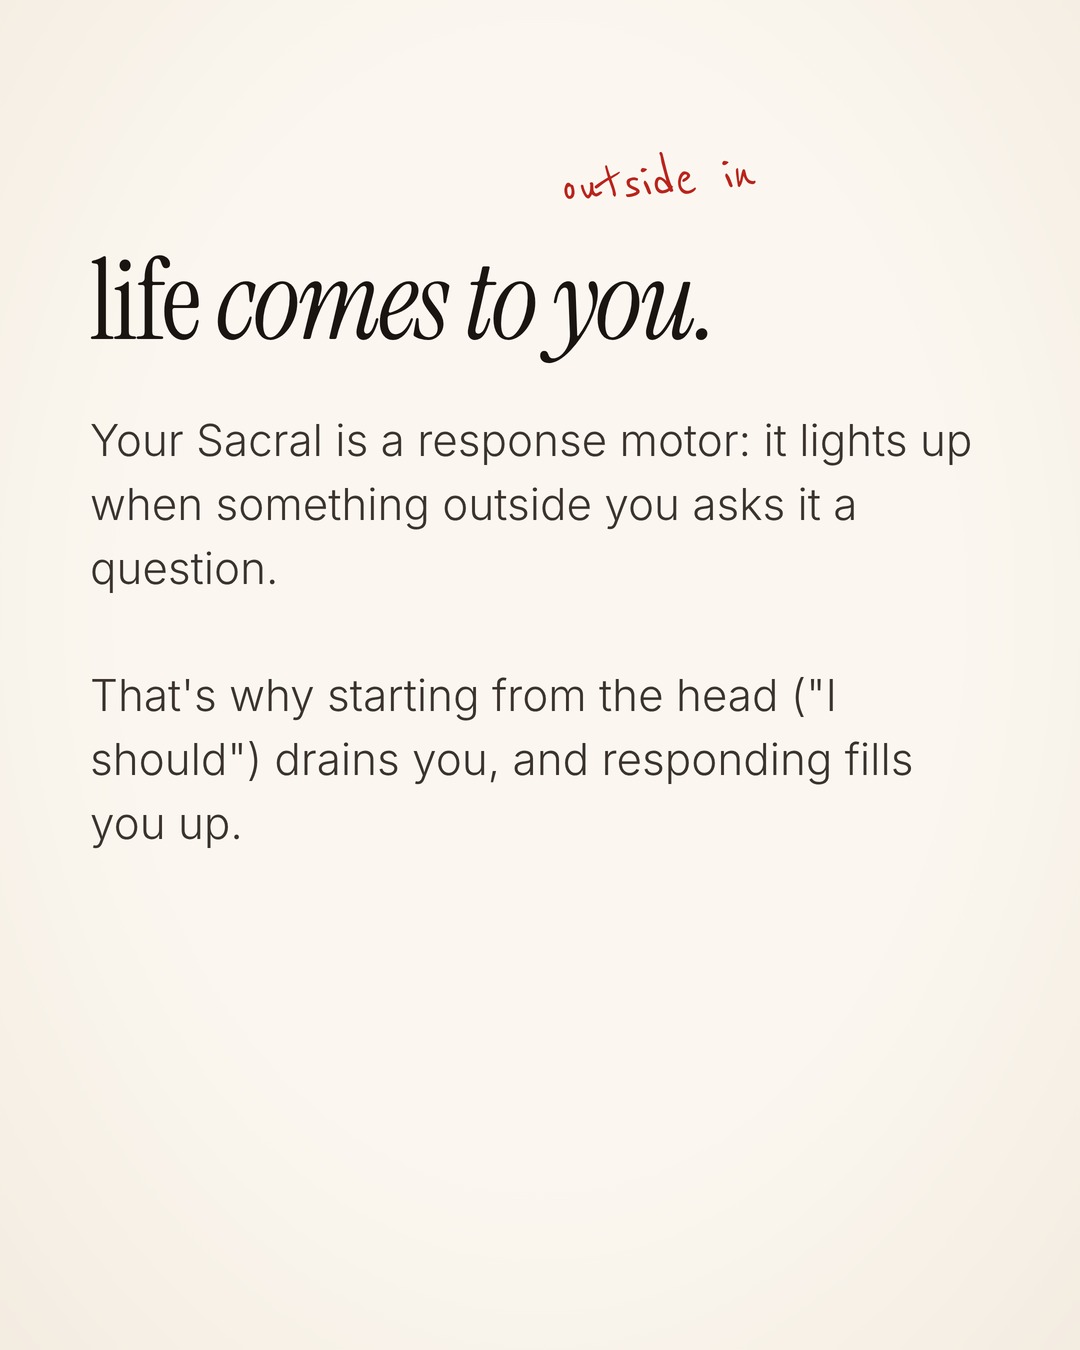 outside in
life comes to you.
Your Sacral is a response motor: it lights up
when something outside you asks it a
question.
That's why starting from the head ("I
should") drains you, and responding fills
you up.